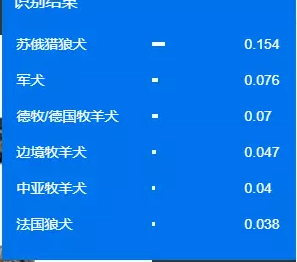 识别结果
苏俄猎狼犬 0.154
军犬 0.076
德牧/德国牧羊犬 0.07
边境牧羊犬 0.047
中亚牧羊犬 0.04
法国狼犬 0.038